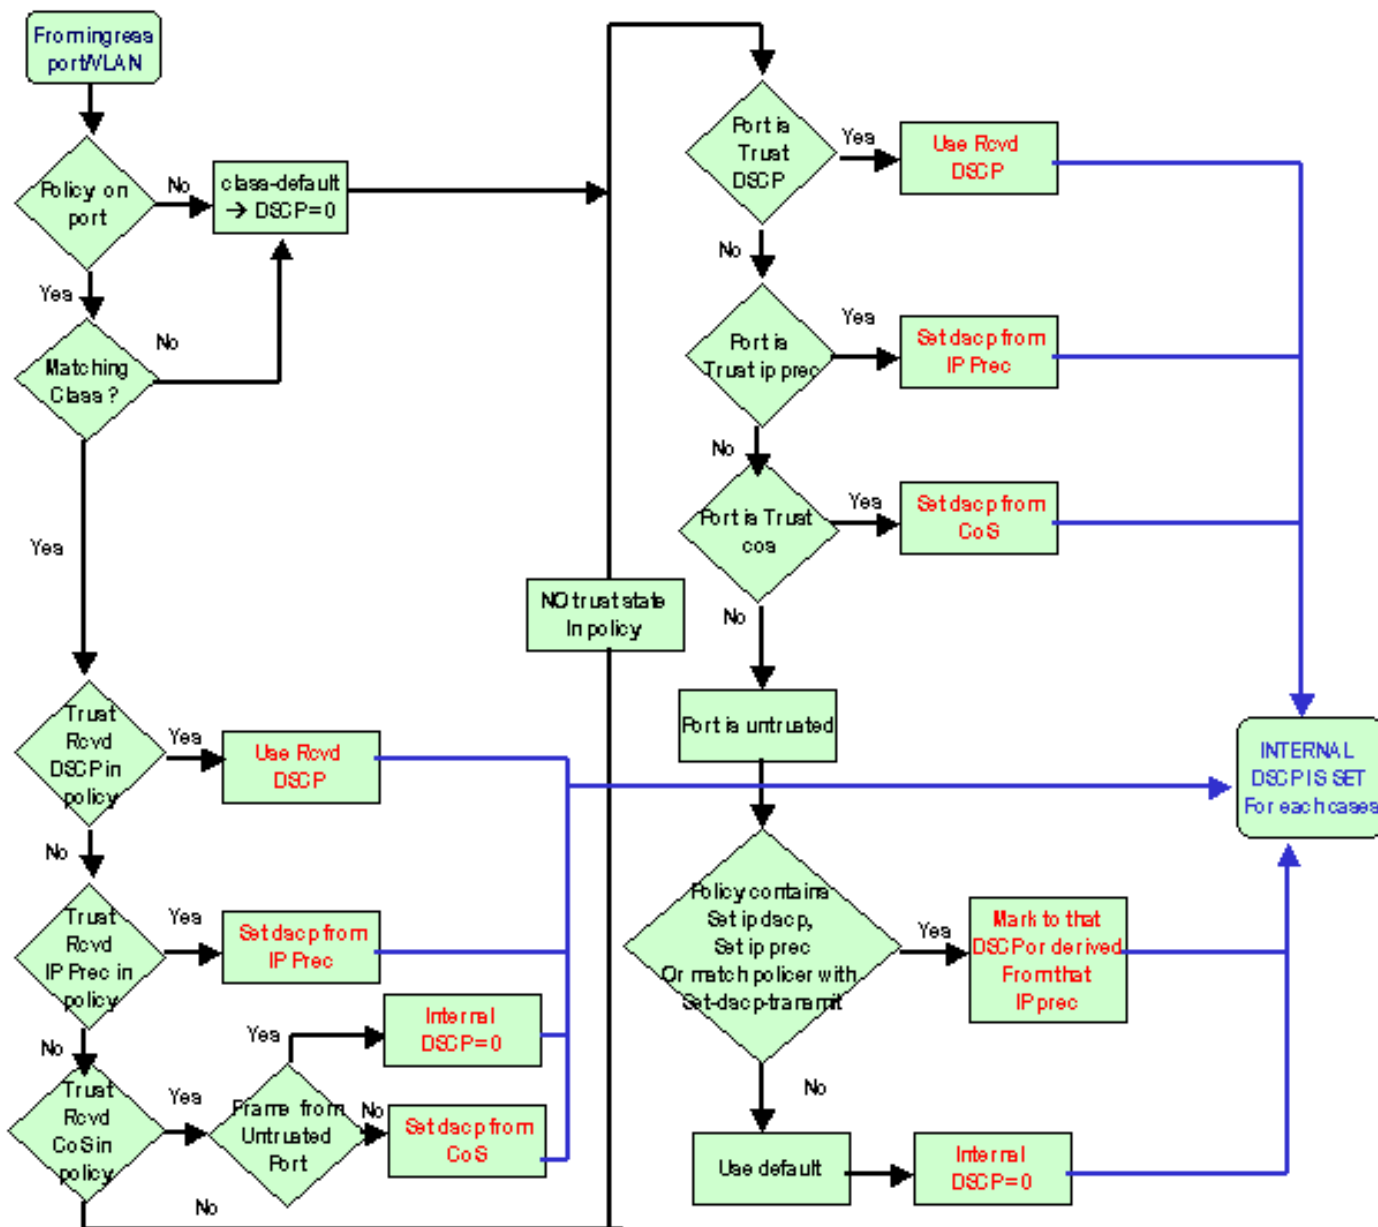 From ingress
port/VLAN
Policy on
port
No
class-default
→ DSCP = 0
Yes
Matching
Class ?
No
Yes
Trust
Rcvd
DSCP in
policy
Yes
Use Rcvd
DSCP
No
Trust
Rcvd
IP Prec in
policy
Yes
Set dscp from
IP Prec
No
Trust
Rcvd
CoS in
policy
Yes
Frame from
Untrusted
Port
Yes
Internal
DSCP = 0
No
Set dscp from
CoS
No
NO trust state
In policy
Port is
Trust
DSCP
Yes
Use Rcvd
DSCP
No
Port is
Trust ip prec
Yes
Set dscp from
IP Prec
No
Port is Trust
cos
Yes
Set dscp from
CoS
No
Port is untrusted
Policy contains
Set ip dscp,
Set ip prec
Or match policer with
Set-dscp-transmit
Yes
Mark to that
DSCP or derived
From that
IP prec
No
Use default
Internal
DSCP = 0
INTERNAL
DSCP IS SET
For each cases